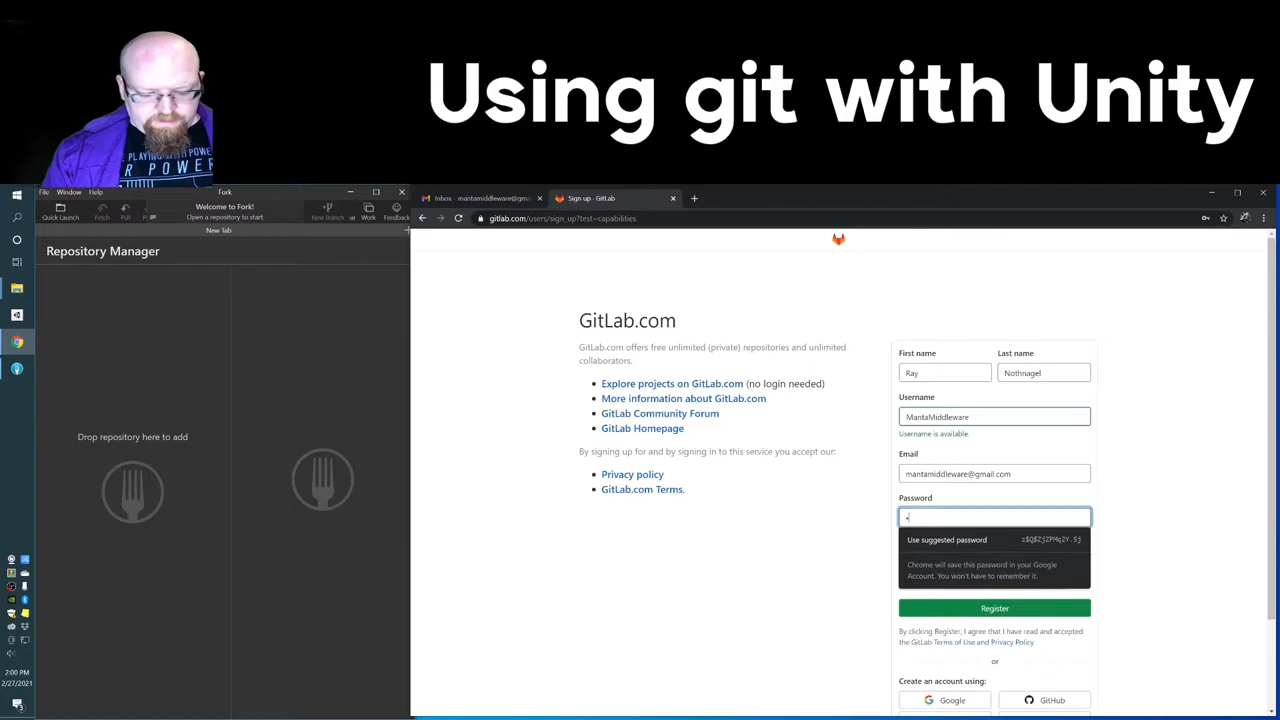 Using git with Unity
PLAYING WITH POWER
R POWER
File Window Help
Fork
Welcome to Fork!
Open a repository to start
Quick Launch
Fetch
Pull
New Branch
Work
Feedback
New Tab
Repository Manager
Drop repository here to add
Inbox - mantamiddleware@gm
Sign up · GitLab
gitlab.com/users/sign_up?test=capabilities
GitLab.com
GitLab.com offers free unlimited (private) repositories and unlimited
collaborators.
Explore projects on GitLab.com (no login needed)
More information about GitLab.com
GitLab Community Forum
GitLab Homepage
By signing up for and by signing in to this service you accept our:
Privacy policy
GitLab.com Terms.
First name
Last name
Ray
Nothnagel
Username
MantaMiddleware
Username is available.
Email
mantamiddleware@gmail.com
Password
Use suggested password
Chrome will save this password in your Google
Account. You won't have to remember it.
Register
By clicking Register, I agree that I have read and accepted
the GitLab Terms of Use and Privacy Policy
or
Create an account using:
Google
GitHub
2:00 PM
2/27/2021